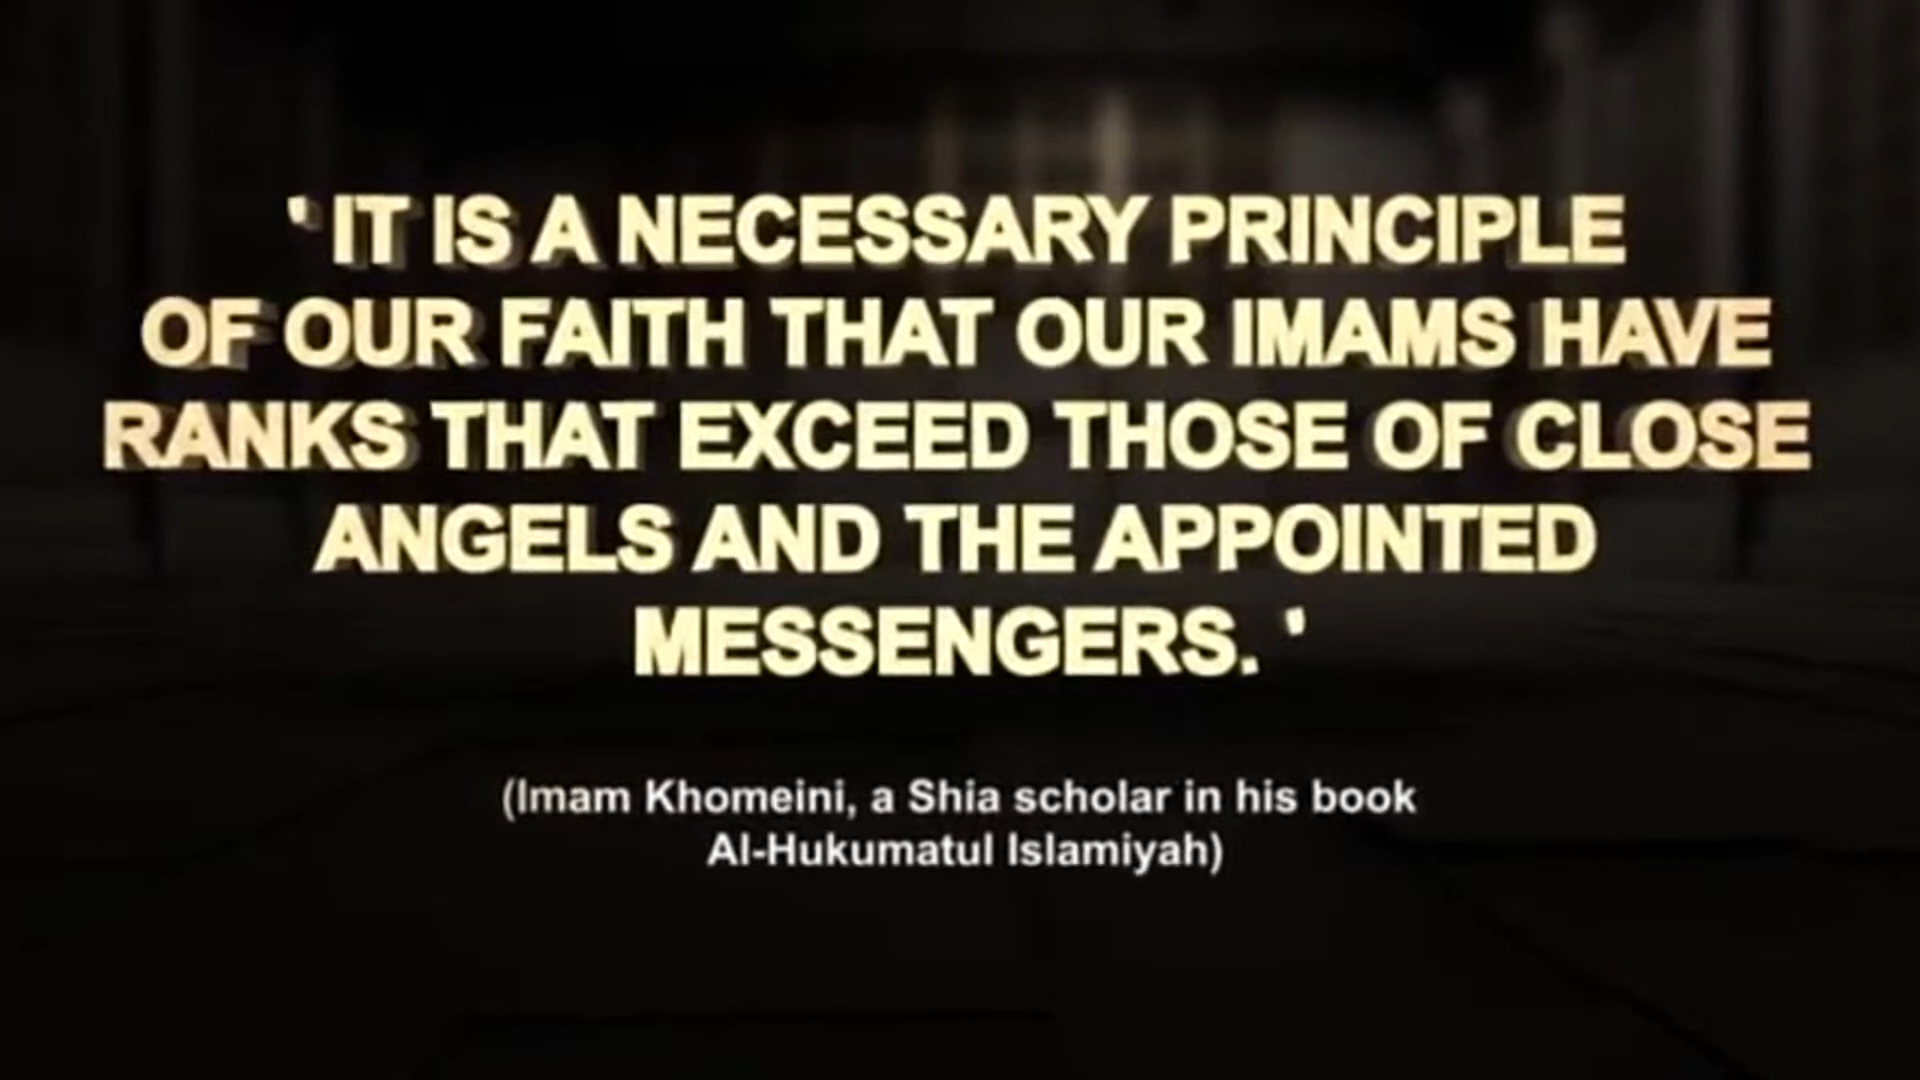 ' IT IS A NECESSARY PRINCIPLE
OF OUR FAITH THAT OUR IMAMS HAVE
RANKS THAT EXCEED THOSE OF CLOSE
ANGELS AND THE APPOINTED
MESSENGERS. '
(Imam Khomeini, a Shia scholar in his book
Al-Hukumatul Islamiyah)